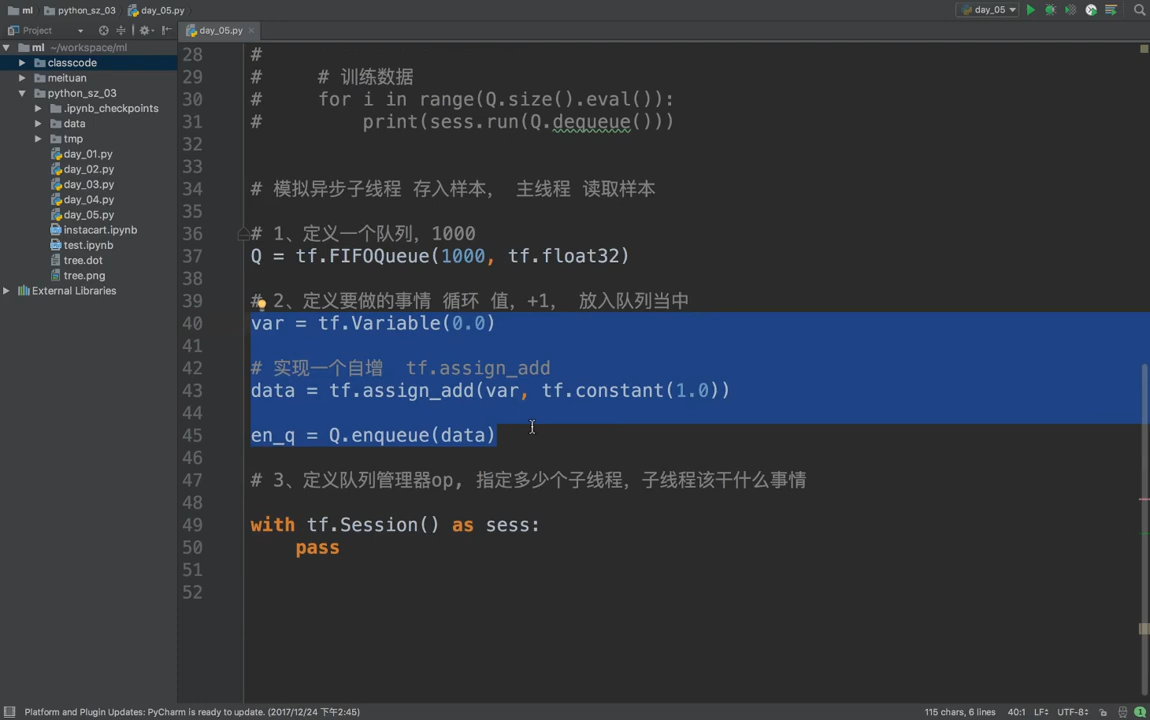 ml python_sz_03 day_05.py day_05
Project day_05.py
ml ~/workspace/ml
classcode
meituan
python_sz_03
.ipynb_checkpoints
data
tmp
day_01.py
day_02.py
day_03.py
day_04.py
day_05.py
instacart.ipynb
test.ipynb
tree.dot
tree.png
External Libraries
28 #
29 #     # 训练数据
30 #     for i in range(Q.size().eval()):
31 #         print(sess.run(Q.dequeue()))
32
33
34 # 模拟异步子线程 存入样本， 主线程 读取样本
35
36 # 1、定义一个队列，1000
37 Q = tf.FIFOQueue(1000, tf.float32)
38
39 # 2、定义要做的事情 循环 值，+1， 放入队列当中
40 var = tf.Variable(0.0)
41
42 # 实现一个自增  tf.assign_add
43 data = tf.assign_add(var, tf.constant(1.0))
44
45 en_q = Q.enqueue(data)
46
47 # 3、定义队列管理器op, 指定多少个子线程，子线程该干什么事情
48
49 with tf.Session() as sess:
50     pass
51
52
Platform and Plugin Updates: PyCharm is ready to update. (2017/12/24 下午2:45) 115 chars, 6 lines 40:1 LF UTF-8 1